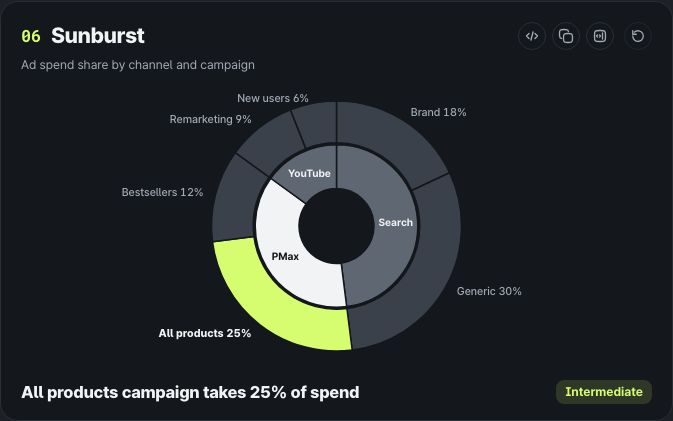 06 Sunburst
Ad spend share by channel and campaign
New users 6%
Brand 18%
Remarketing 9%
YouTube
Bestsellers 12%
Search
PMax
Generic 30%
All products 25%
All products campaign takes 25% of spend
Intermediate